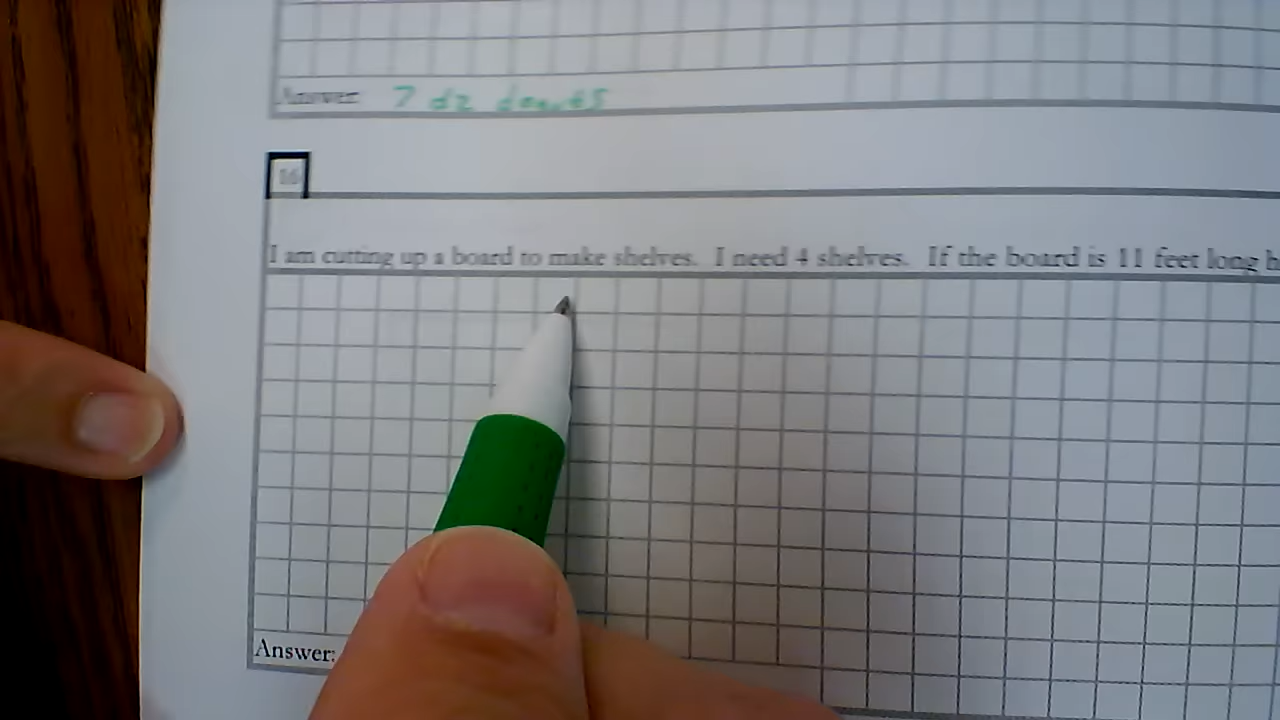 Answer: 7 dz donuts
16
I am cutting up a board to make shelves. I need 4 shelves. If the board is 11 feet long h
Answer: